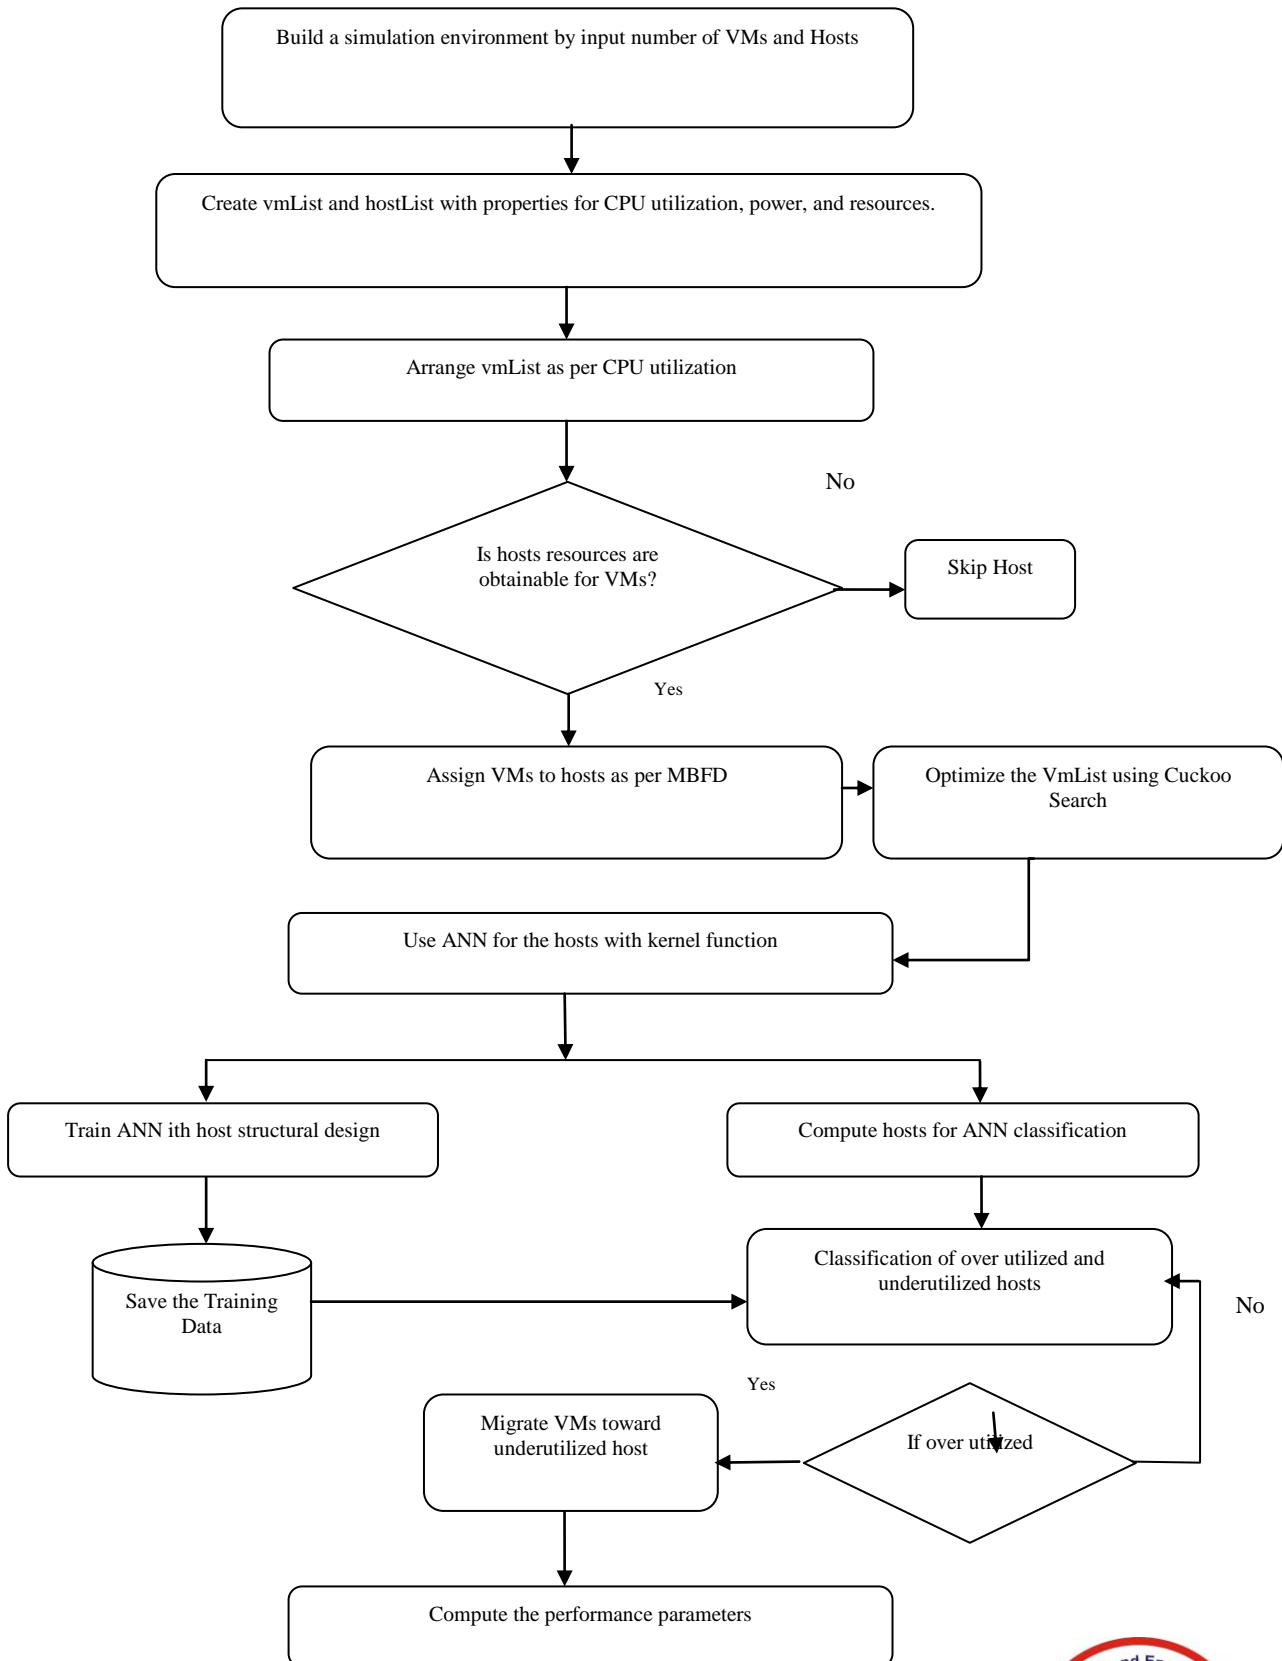 Build a simulation environment by input number of VMs and Hosts
Create vmList and hostList with properties for CPU utilization, power, and resources.
Arrange vmList as per CPU utilization
No
Is hosts resources are
obtainable for VMs?
Skip Host
Yes
Assign VMs to hosts as per MBFD
Optimize the VmList using Cuckoo
Search
Use ANN for the hosts with kernel function
Train ANN ith host structural design
Compute hosts for ANN classification
Classification of over utilized and
underutilized hosts
Save the Training
Data
No
Yes
Migrate VMs toward
underutilized host
If over utilized
Compute the performance parameters